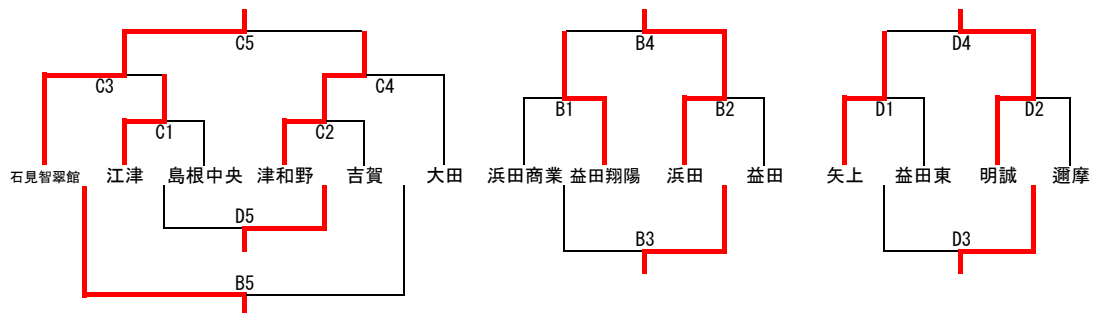 C5 B4 D4
C3 C4
B1 B2 D1 D2
C1 C2
石見智翠館 江津 島根中央 津和野 吉賀 大田 浜田商業 益田翔陽 浜田 益田 矢上 益田東 明誠 邇摩
D5
B3 D3
B5